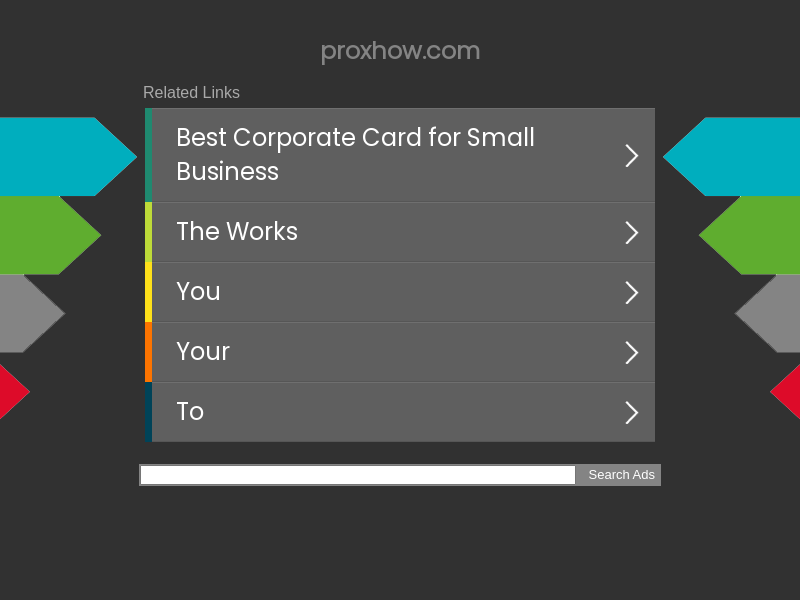 proxhow.com
Related Links
Best Corporate Card for Small
Business
The Works
You
Your
To
Search Ads